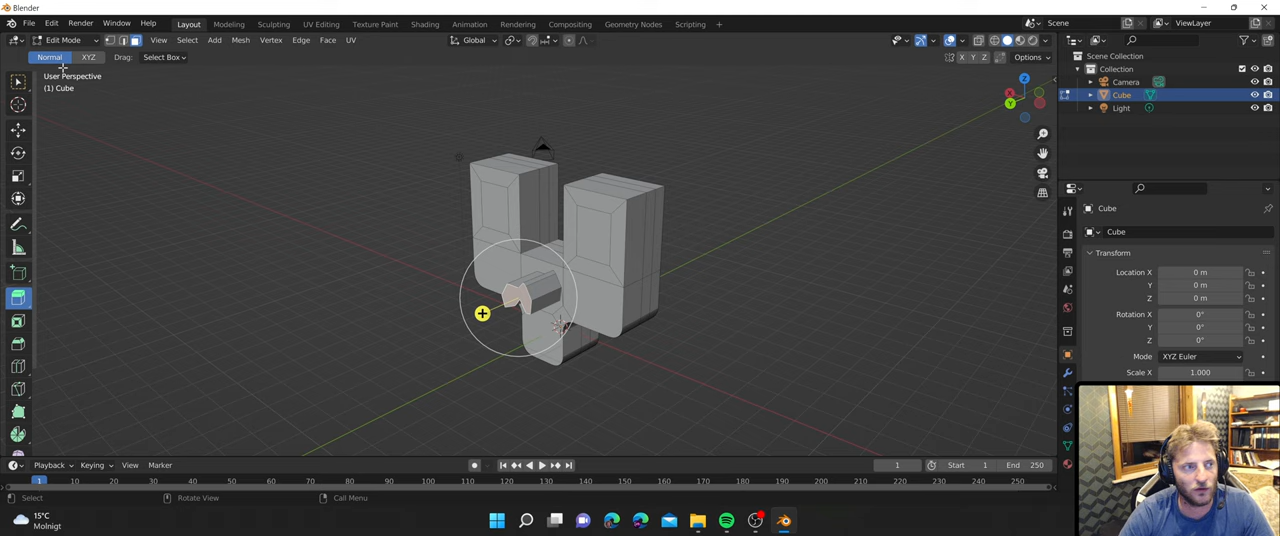 Blender
File Edit Render Window Help Layout Modeling Sculpting UV Editing Texture Paint Shading Animation Rendering Compositing Geometry Nodes Scripting + Scene ViewLayer
Edit Mode View Select Add Mesh Vertex Edge Face UV Global
Normal XYZ Drag: Select Box X Y Z Options
User Perspective
(1) Cube
Z
X
Y
Scene Collection
Collection
Camera
Cube
Light
Cube
Cube
Transform
Location X 0 m
Y 0 m
Z 0 m
Rotation X 0°
Y 0°
Z 0°
Mode XYZ Euler
Scale X 1.000
Playback Keying View Marker 1 Start 1 End 250
1 10 20 30 40 50 60 70 80 90 100 110 120 130 140 150 160 170 180 190 200 210 220 230 240 250
Select Rotate View Call Menu
15°C
Molnigt